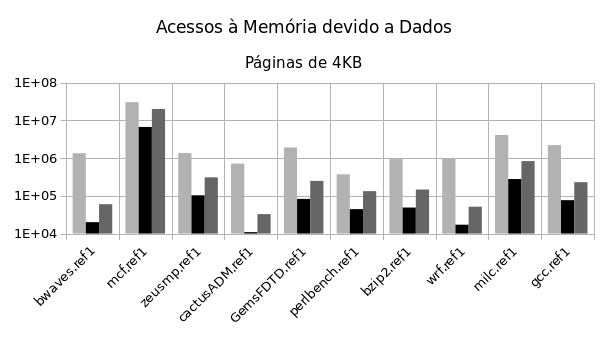 Acessos à Memória devido a Dados
Páginas de 4KB
1E+08
1E+07
1E+06
1E+05
1E+04
bwaves.ref1
mcf.ref1
zeusmp.ref1
cactusADM.ref1
GemsFDTD.ref1
perlbench.ref1
bzip2.ref1
wrf.ref1
milc.ref1
gcc.ref1